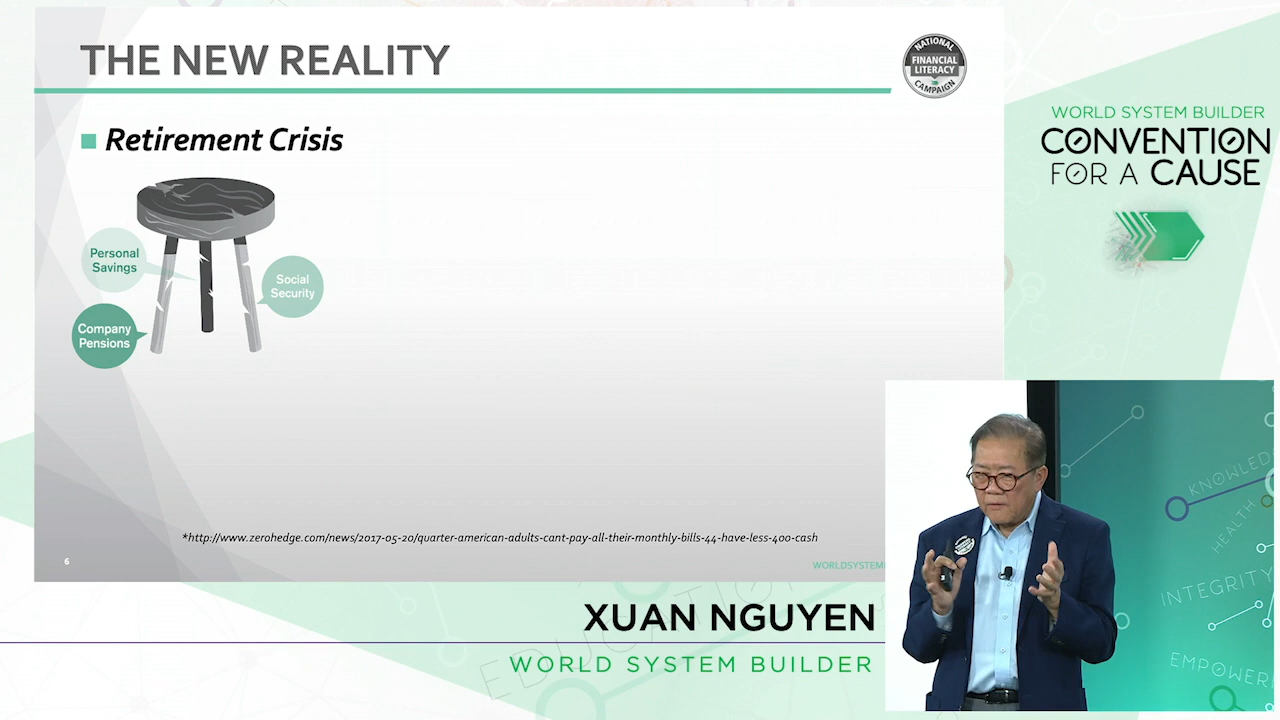 THE NEW REALITY
NATIONAL
FINANCIAL
LITERACY
CAMPAIGN
Retirement Crisis
Personal
Savings
Social
Security
Company
Pensions
*http://www.zerohedge.com/news/2017-05-20/quarter-american-adults-cant-pay-all-their-monthly-bills-44-have-less-400-cash
6
WORLDSYSTEM
WORLD SYSTEM BUILDER
CONVENTION
FOR A CAUSE
KNOWLED
HEALTH
INTEGRITY
EMPOWER
EDUCATION
XUAN NGUYEN
WORLD SYSTEM BUILDER